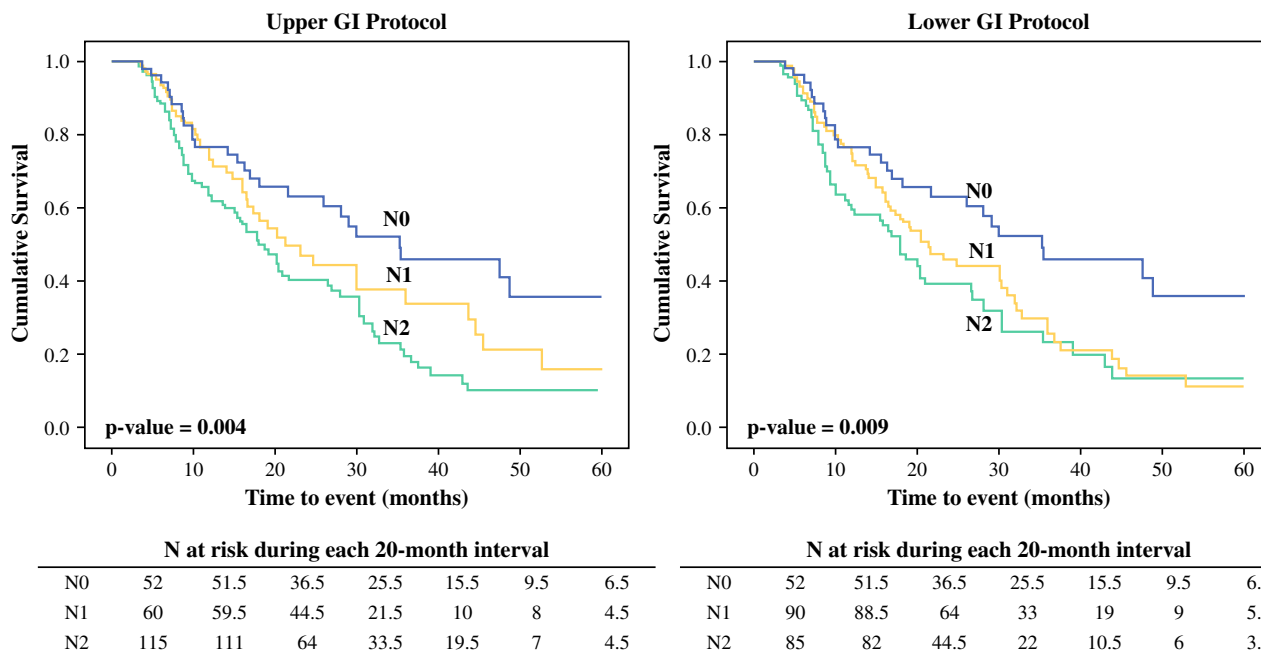 Upper GI Protocol
Cumulative Survival
1.0
0.8
0.6
0.4
0.2
0.0
N0
N1
N2
p-value = 0.004
0 10 20 30 40 50 60
Time to event (months)
N at risk during each 20-month interval
N0 52 51.5 36.5 25.5 15.5 9.5 6.5
N1 60 59.5 44.5 21.5 10 8 4.5
N2 115 111 64 33.5 19.5 7 4.5
Lower GI Protocol
Cumulative Survival
1.0
0.8
0.6
0.4
0.2
0.0
N0
N1
N2
p-value = 0.009
0 10 20 30 40 50 60
Time to event (months)
N at risk during each 20-month interval
N0 52 51.5 36.5 25.5 15.5 9.5 6.
N1 90 88.5 64 33 19 9 5.
N2 85 82 44.5 22 10.5 6 3.